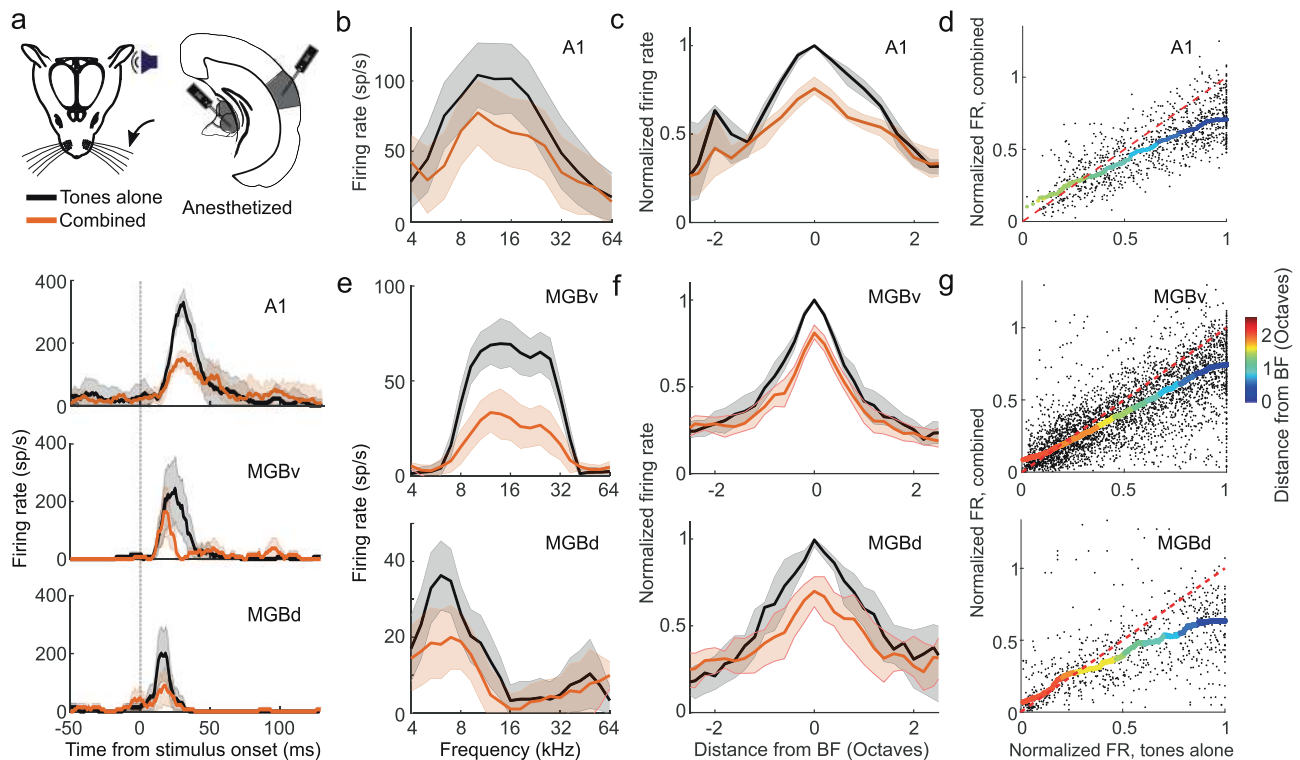 a
Tones alone
Combined
Anesthetized
A1
400
200
0
MGBv
400
200
0
Firing rate (sp/s)
MGBd
400
200
0
-50 0 50 100
Time from stimulus onset (ms)
b
A1
Firing rate (sp/s)
100
50
0
4 8 16 32 64
c
A1
Normalized firing rate
1
0.5
0
-2 0 2
d
A1
Normalized FR, combined
1
0.5
0
0 0.5 1
e
MGBv
100
50
0
4 8 16 32 64
Firing rate (sp/s)
MGBd
40
20
0
4 8 16 32 64
Frequency (kHz)
f
MGBv
1
0.5
0
-2 0 2
Normalized firing rate
MGBd
1
0.5
0
-2 0 2
Distance from BF (Octaves)
g
MGBv
1
0.5
0
0 0.5 1
Normalized FR, combined
MGBd
1
0.5
0
0 0.5 1
Normalized FR, tones alone
2
1
0
Distance from BF (Octaves)